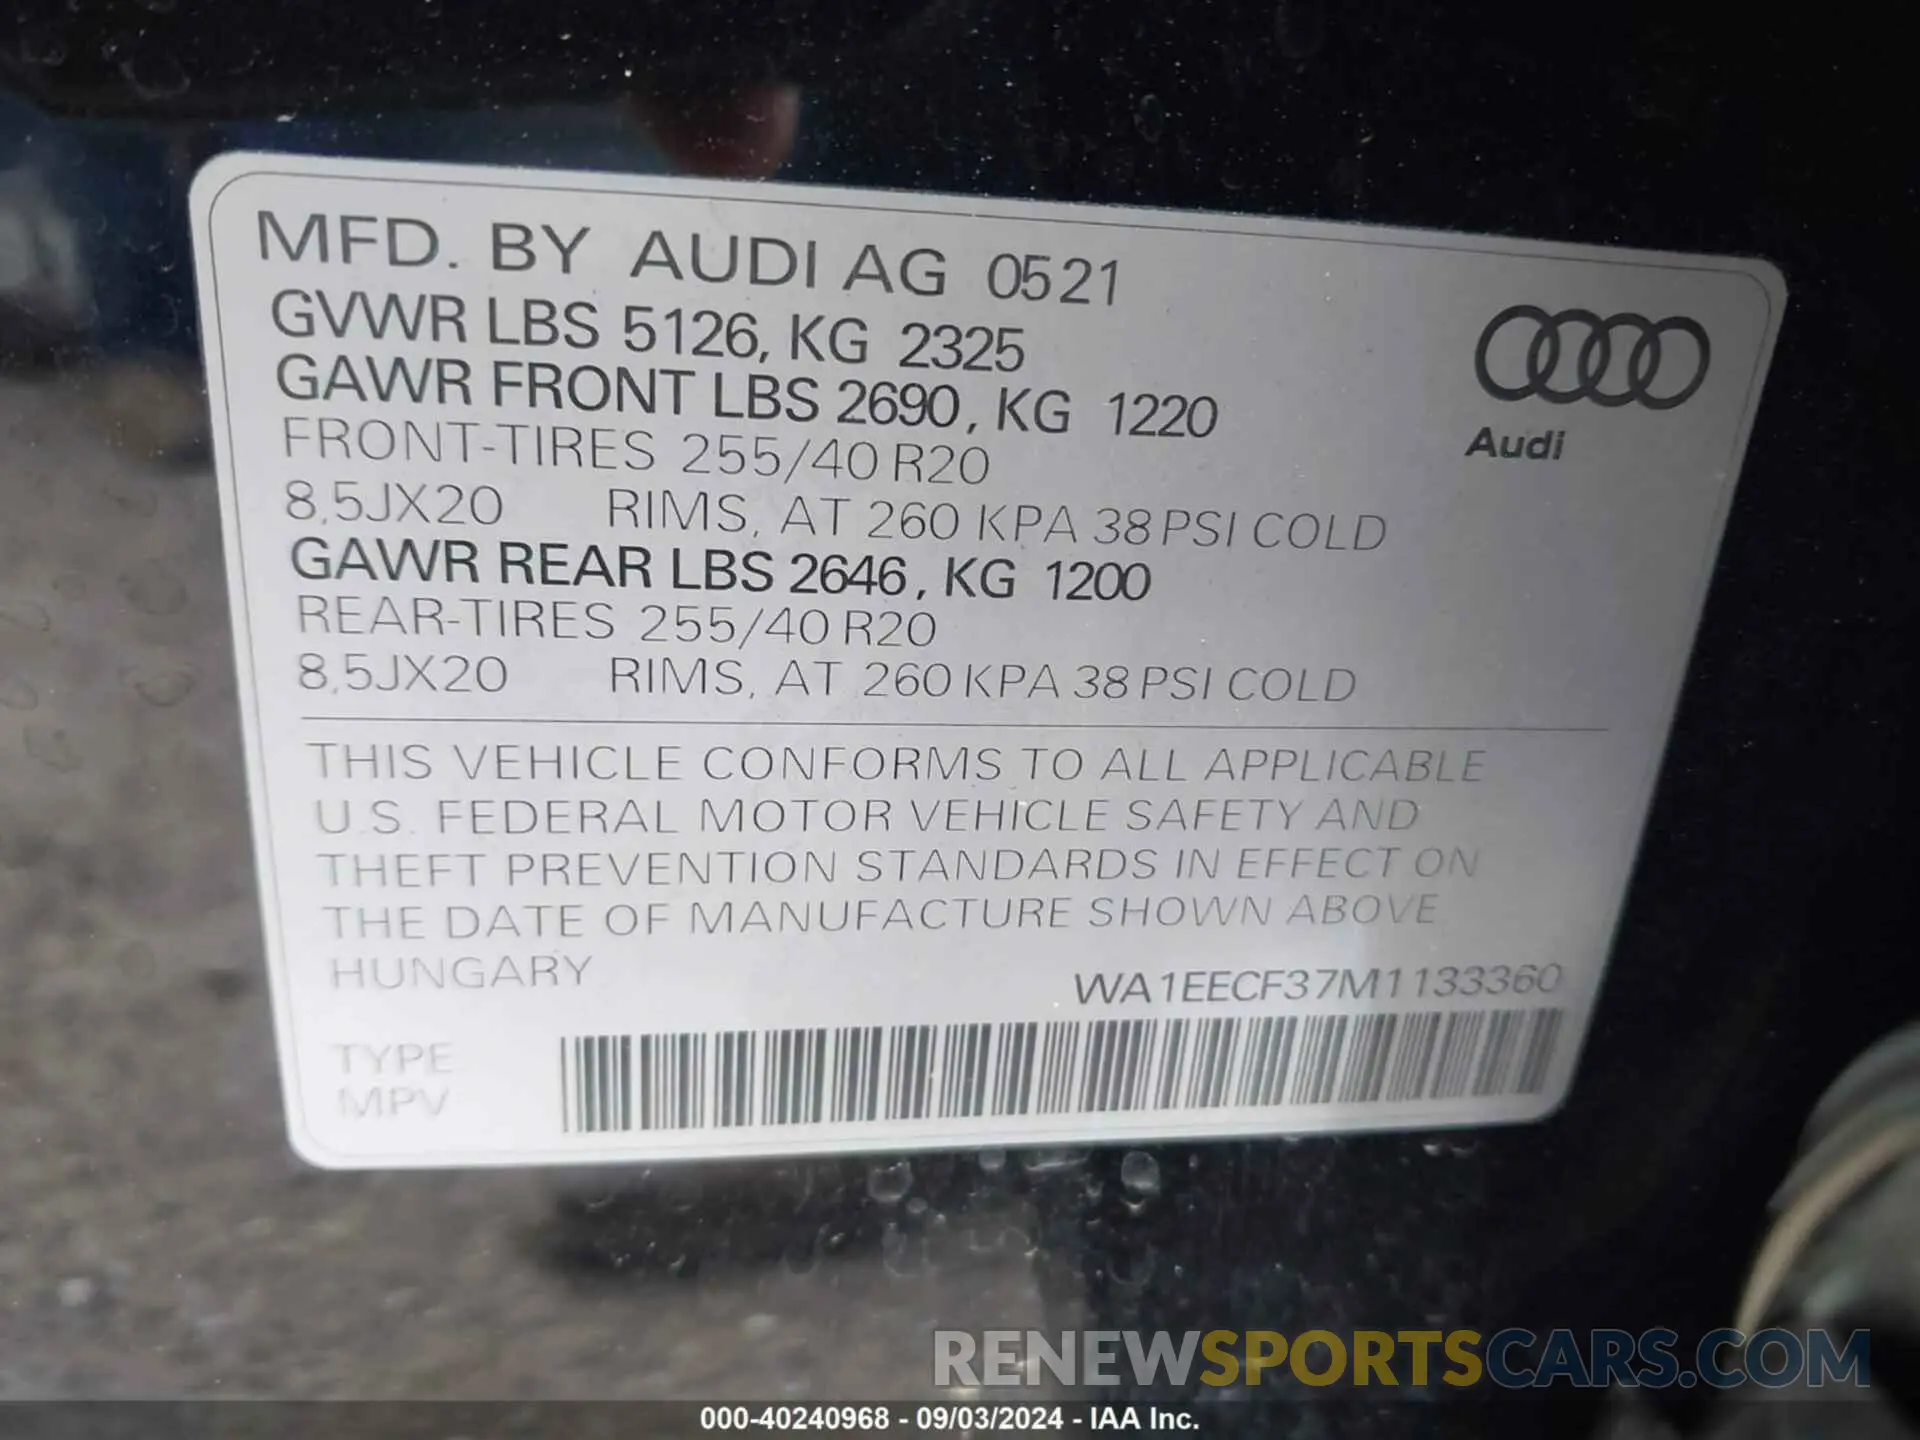 MFD. BY AUDI AG 0521
GVWR LBS 5126, KG 2325
GAWR FRONT LBS 2690, KG 1220
FRONT-TIRES 255/40 R20
8,5JX20 RIMS, AT 260 KPA 38 PSI COLD
GAWR REAR LBS 2646, KG 1200
REAR-TIRES 255/40 R20
8,5JX20 RIMS, AT 260 KPA 38 PSI COLD
Audi
THIS VEHICLE CONFORMS TO ALL APPLICABLE
U.S. FEDERAL MOTOR VEHICLE SAFETY AND
THEFT PREVENTION STANDARDS IN EFFECT ON
THE DATE OF MANUFACTURE SHOWN ABOVE
HUNGARY
WA1EECF37M1133360
TYPE
MPV
RENEWSPORTSCARS.COM
000-40240968 - 09/03/2024 - IAA Inc.